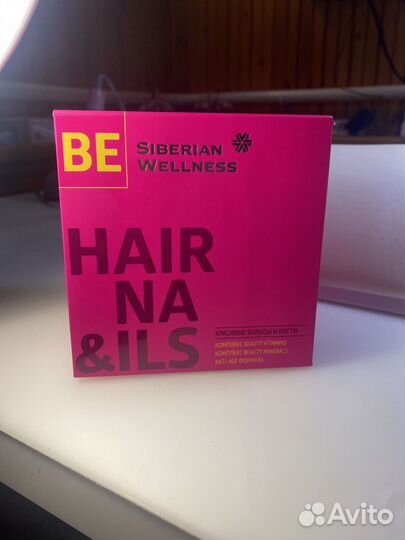 BE
SIBERIAN
WELLNESS
HAIR
NA
&ILS
КРАСИВЫЕ ВОЛОСЫ И НОГТИ
КОМПЛЕКС BEAUTY VITAMINS
КОМПЛЕКС BEAUTY MINERALS
ANTI-AGE ФОРМУЛА
Avito